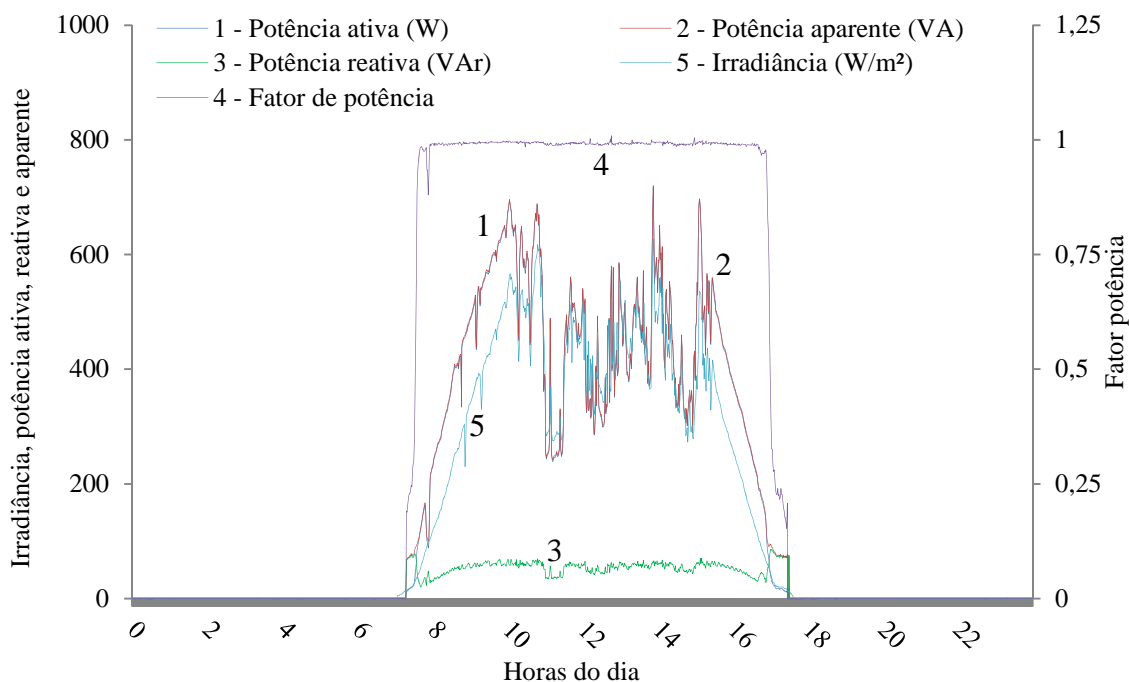 1000
800
600
400
200
0
Irradiância, potência ativa, reativa e aparente
1 - Potência ativa (W)
2 - Potência aparente (VA)
3 - Potência reativa (VAr)
5 - Irradiância (W/m²)
4 - Fator de potência
4
1
2
5
3
1,25
1
0,75
0,5
0,25
0
Fator potência
0 2 4 6 8 10 12 14 16 18 20 22
Horas do dia